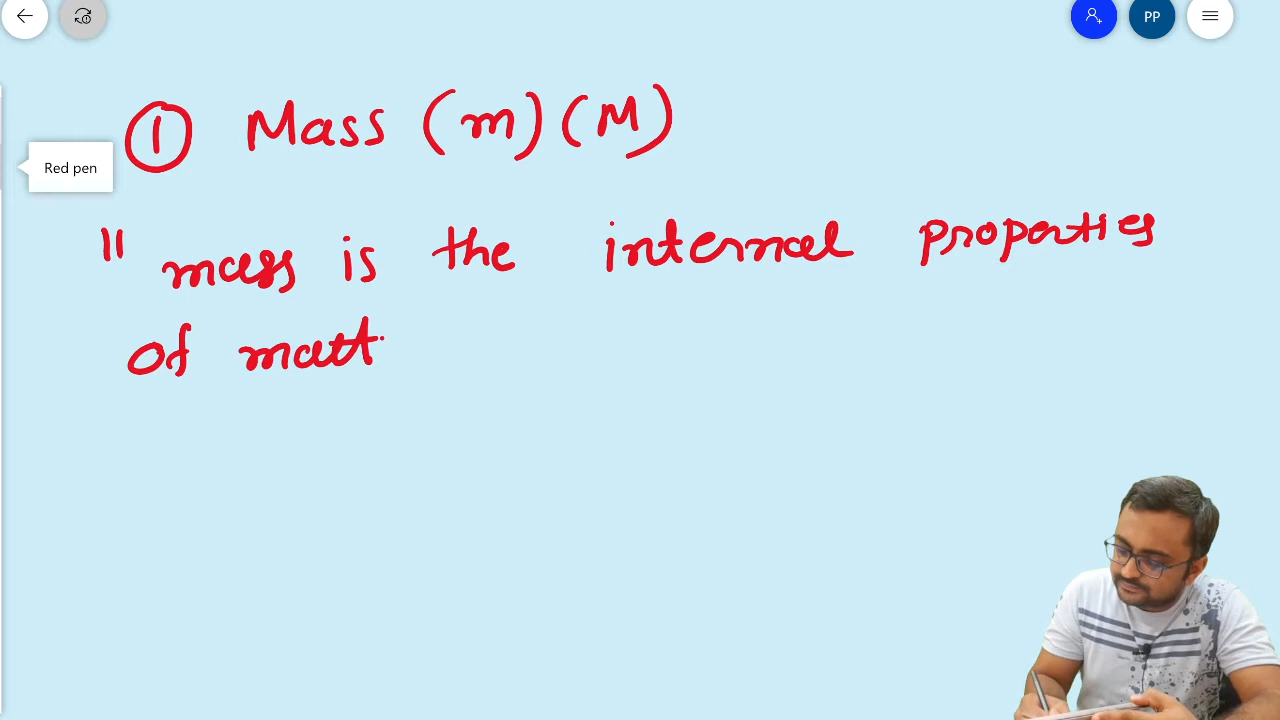 PP
① Mass (m) (M)
Red pen
" mass is the internal properties
of matt